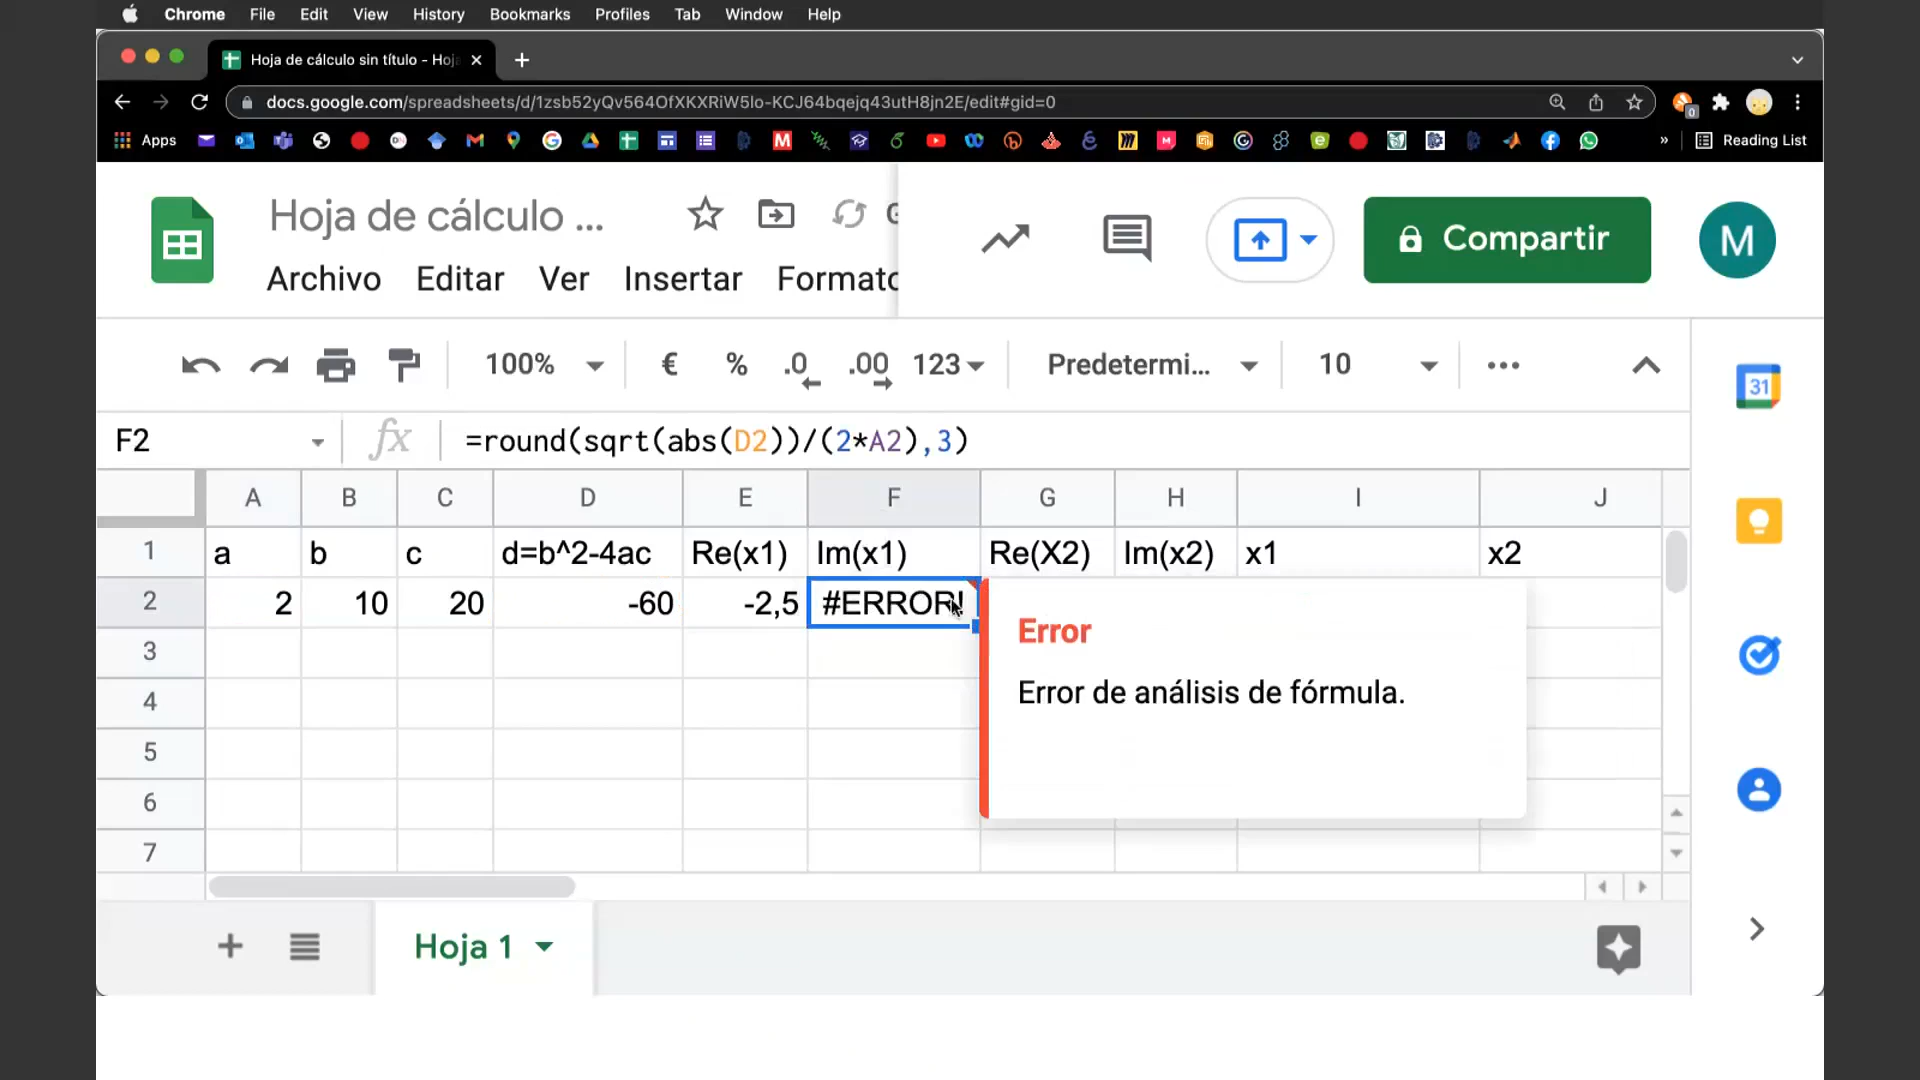 Chrome File Edit View History Bookmarks Profiles Tab Window Help
Hoja de cálculo sin título - Hoja
docs.google.com/spreadsheets/d/1zsb52yQv564OfXKXRiW5lo-KCJ64bqejq43utH8jn2E/edit#gid=0
0
Apps
» Reading List
Hoja de cálculo ...
Archivo Editar Ver Insertar Formato
Compartir M
100% € % .0 .00 123 Predetermi... 10
31
F2 fx =round(sqrt(abs(D2))/(2*A2),3)
A B C D E F G H I J
1 a b c d=b^2-4ac Re(x1) Im(x1) Re(X2) Im(x2) x1 x2
2 2 10 20 -60 -2,5 #ERROR!
Error
Error de análisis de fórmula.
3
4
5
6
7
Hoja 1